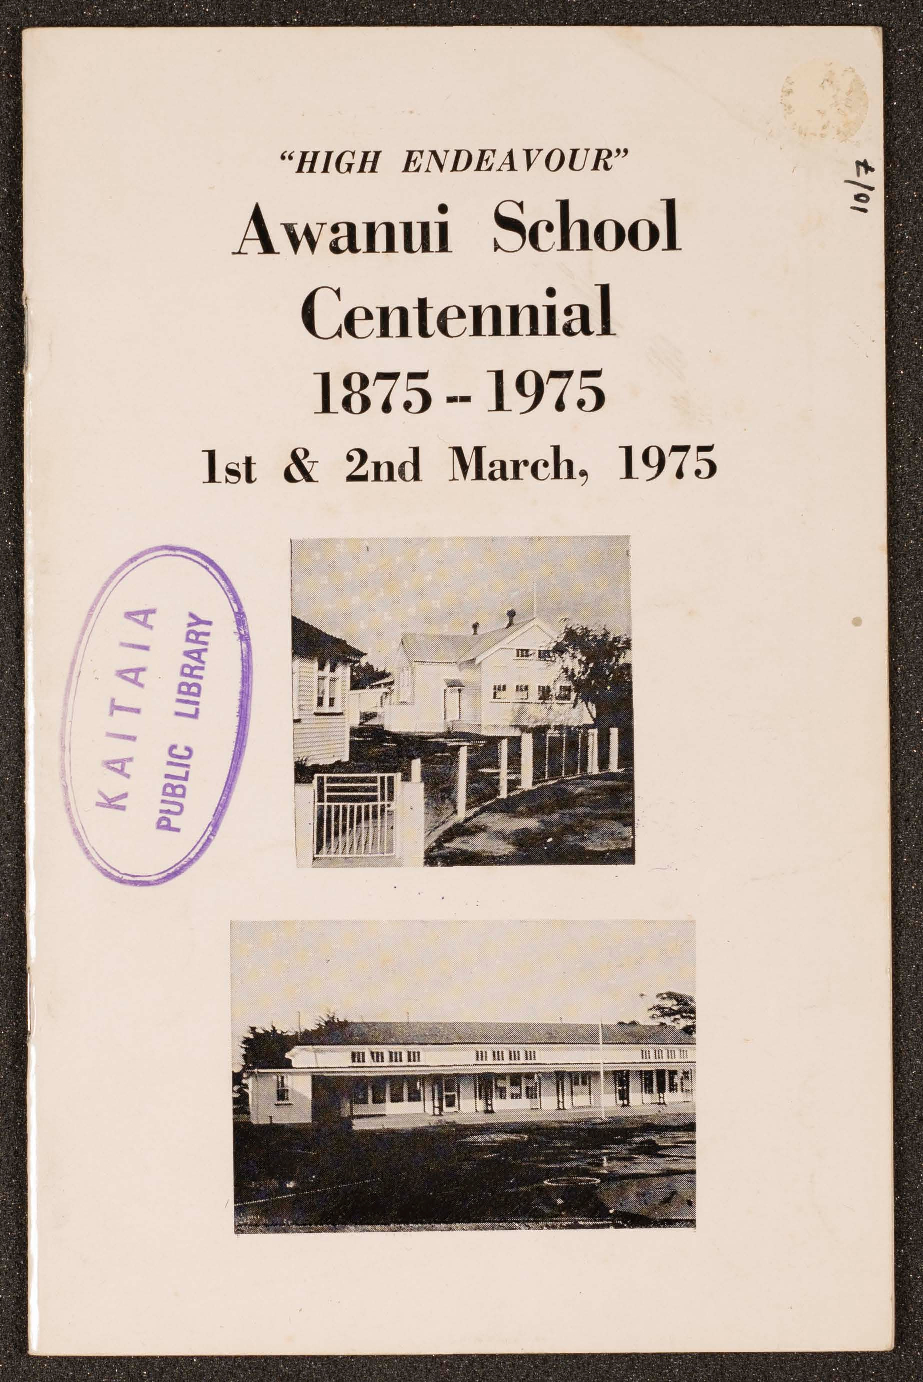 “HIGH ENDEAVOUR”
Awanui School
Centennial
1875 -- 1975
1st & 2nd March, 1975
10/7
KAITAIA
PUBLIC LIBRARY